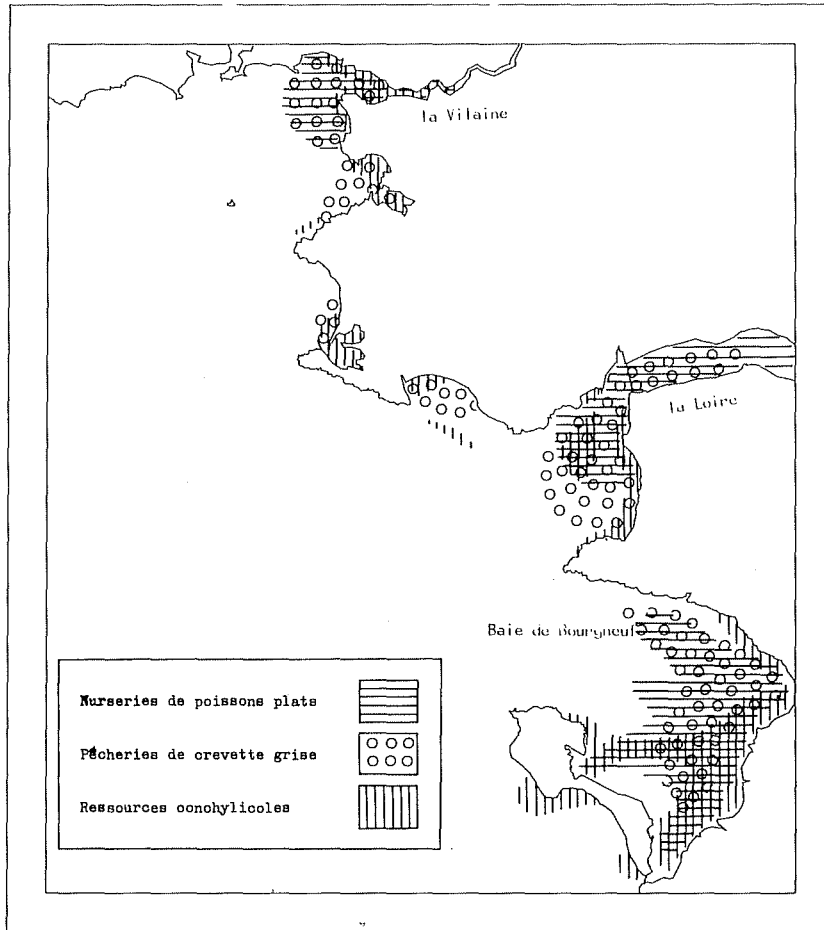 la Vilaine
la Loire
Baie de Bourgneuf
Nurseries de poissons plats
Pêcheries de crevette grise
Ressources conchylicoles